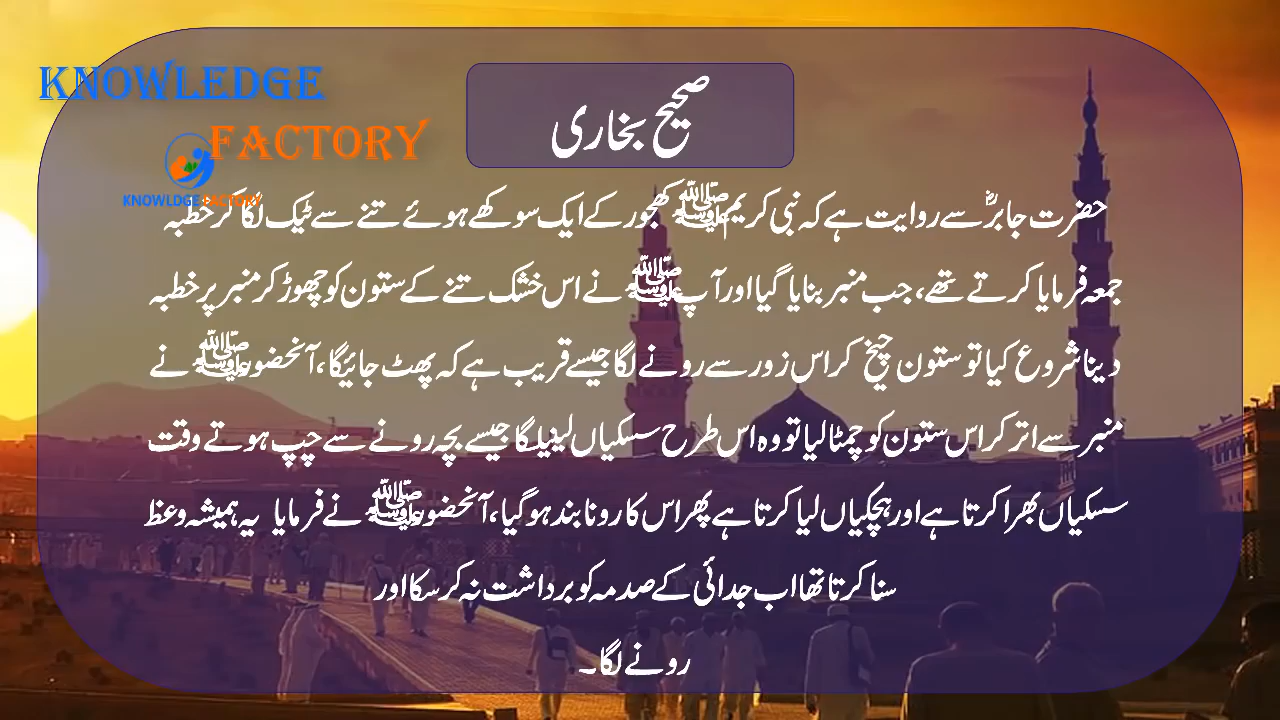 KNOWLEDGE
FACTORY
KNOWLDGE FACTORY
صحیح بخاری
حضرت جابرؓ سے روایت ہے کہ نبی کریم ﷺ کھجور کے ایک سوکھے ہوئے تنے سے ٹیک لگا کر خطبہ
جمعہ فرمایا کرتے تھے، جب منبر بنایا گیا اور آپ ﷺ نے اس خشک تنے کے ستون کو چھوڑ کر منبر پر خطبہ
دینا شروع کیا تو ستون چیخ کر اس زور سے رونے لگا جیسے قریب ہے کہ پھٹ جائیگا، آنحضور ﷺ نے
منبر سے اتر کر اس ستون کو چمٹا لیا تو وہ اس طرح سسکیاں لینیلگا جیسے بچہ رونے سے چپ ہوتے وقت
سسکیاں بھرا کرتا ہے اور ہچکیاں لیا کرتا ہے پھر اس کا رونا بند ہو گیا، آنحضور ﷺ نے فرمایا یہ ہمیشہ وعظ
سنا کرتا تھا اب جدائی کے صدمہ کو برداشت نہ کر سکا اور
رونے لگا۔